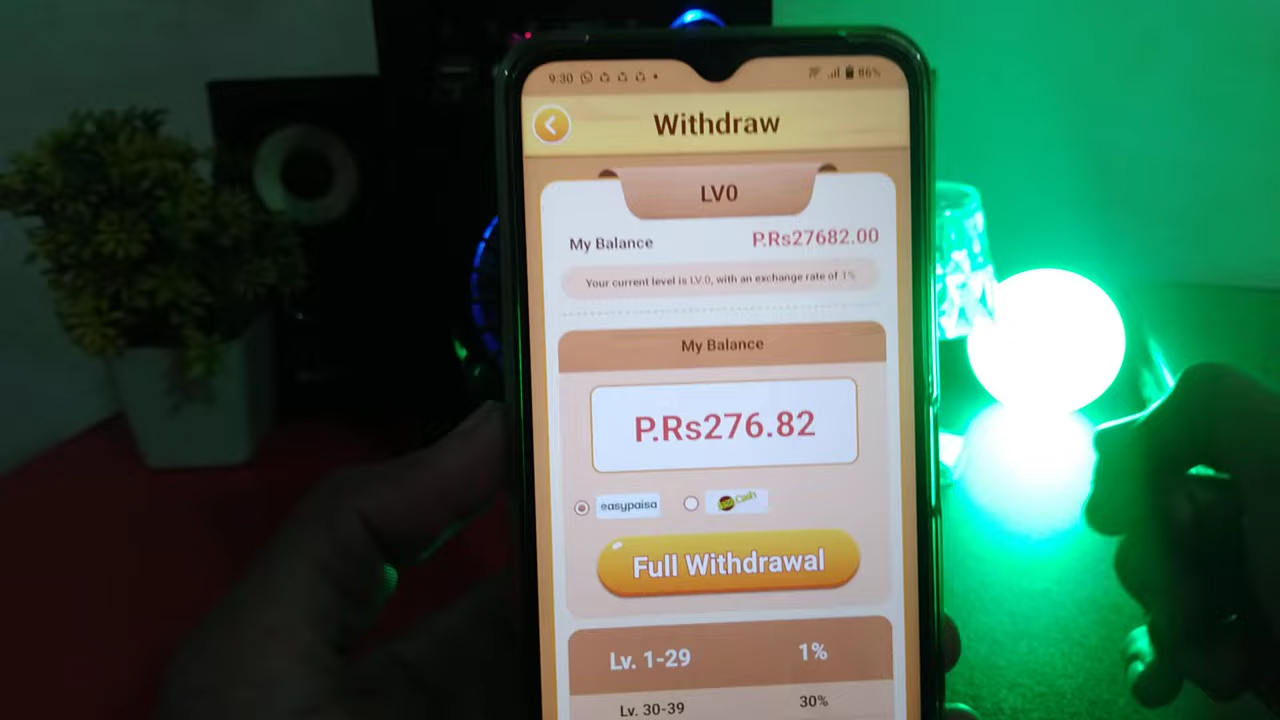 9:30
86%
Withdraw
LV0
My Balance P.Rs27682.00
Your current level is LV.0, with an exchange rate of 1%
My Balance
P.Rs276.82
easypaisa Cash
Full Withdrawal
Lv. 1-29 1%
Lv. 30-39 30%